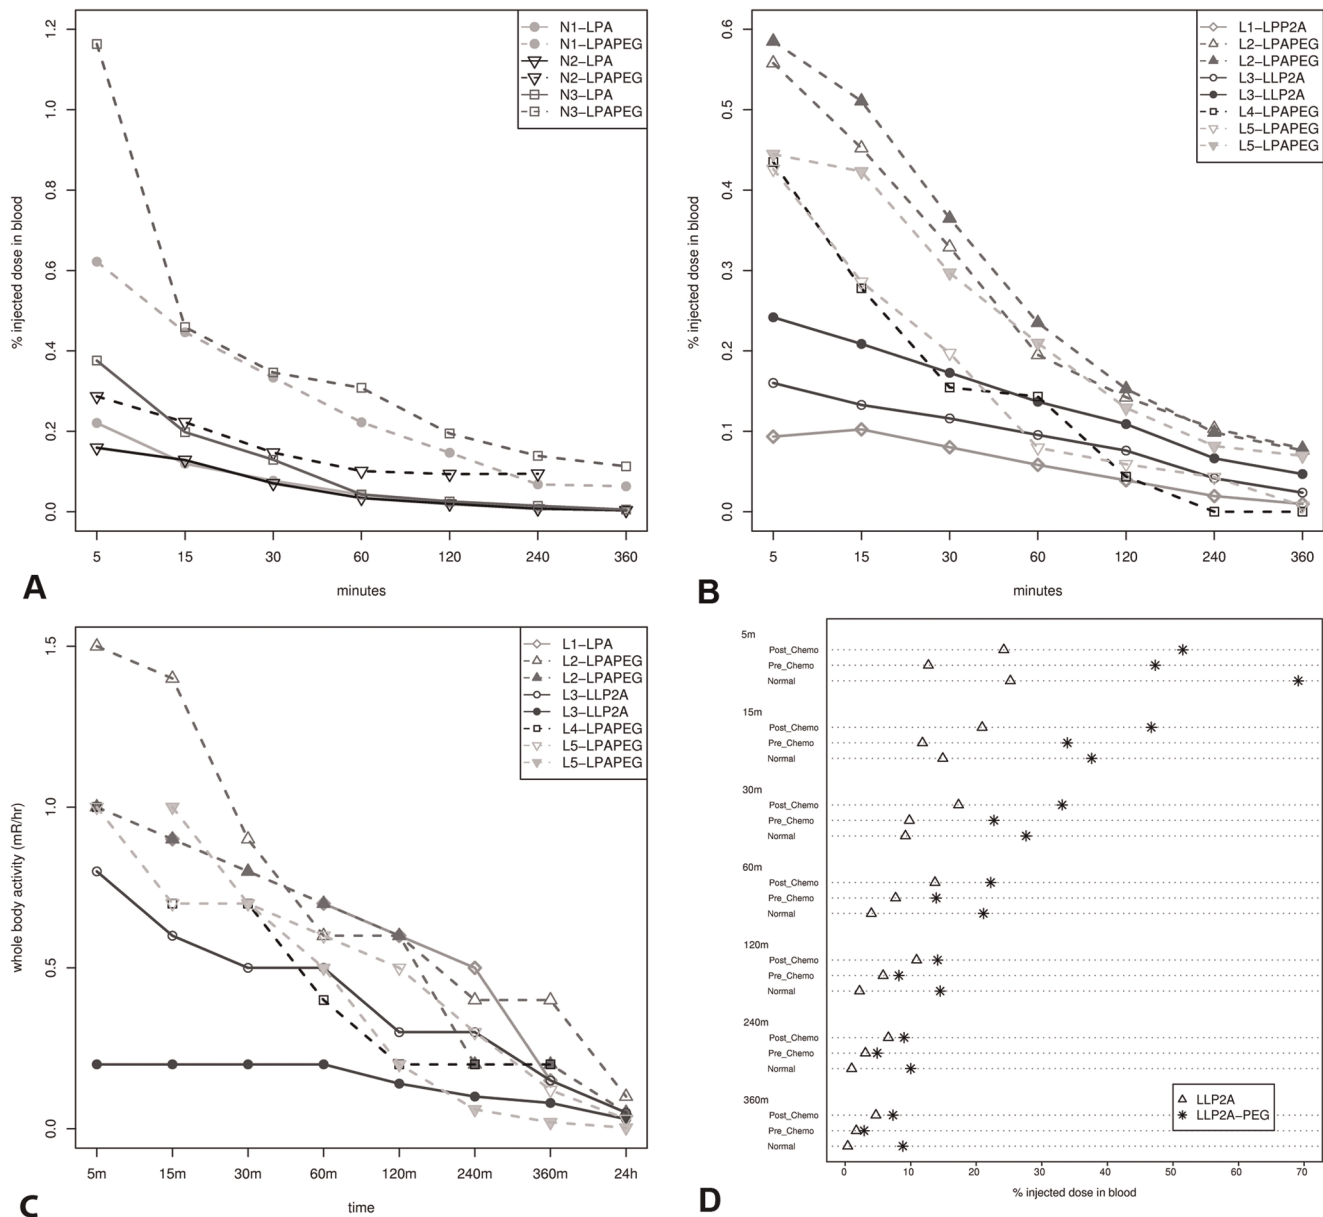 1.2
1.0
0.8
0.6
0.4
0.2
0.0
% injected dose in blood
N1-LPA
N1-LPAPEG
N2-LPA
N2-LPAPEG
N3-LPA
N3-LPAPEG
5 15 30 60 120 240 360
minutes
A
0.6
0.5
0.4
0.3
0.2
0.1
0.0
% injected dose in blood
L1-LPP2A
L2-LPAPEG
L2-LPAPEG
L3-LLP2A
L3-LLP2A
L4-LPAPEG
L5-LPAPEG
L5-LPAPEG
5 15 30 60 120 240 360
minutes
B
1.5
1.0
0.5
0.0
whole body activity (mR/hr)
L1-LPA
L2-LPAPEG
L2-LPAPEG
L3-LLP2A
L3-LLP2A
L4-LPAPEG
L5-LPAPEG
L5-LPAPEG
5m 15m 30m 60m 120m 240m 360m 24h
time
C
5m
Post_Chemo
Pre_Chemo
Normal
15m
Post_Chemo
Pre_Chemo
Normal
30m
Post_Chemo
Pre_Chemo
Normal
60m
Post_Chemo
Pre_Chemo
Normal
120m
Post_Chemo
Pre_Chemo
Normal
240m
Post_Chemo
Pre_Chemo
Normal
360m
Post_Chemo
Pre_Chemo
Normal
LLP2A
LLP2A-PEG
0 10 20 30 40 50 60 70
% injected dose in blood
D